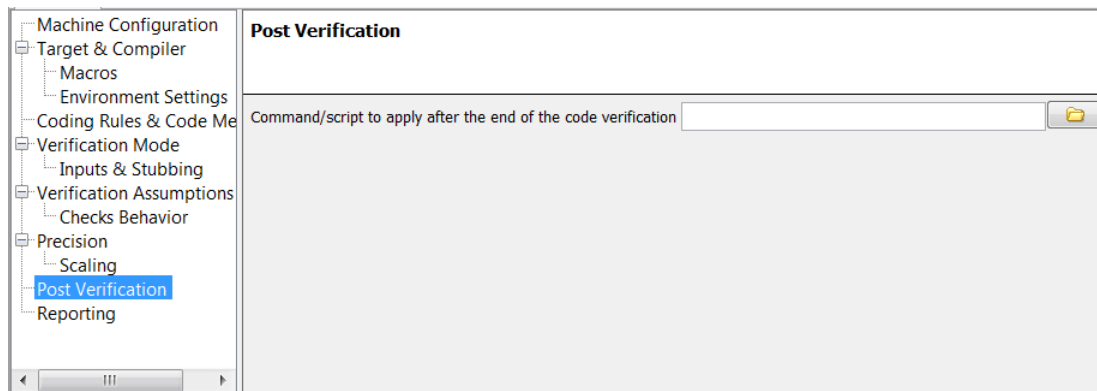 Machine Configuration
Target & Compiler
Macros
Environment Settings
Coding Rules & Code Me
Verification Mode
Inputs & Stubbing
Verification Assumptions
Checks Behavior
Precision
Scaling
Post Verification
Reporting
Post Verification
Command/script to apply after the end of the code verification